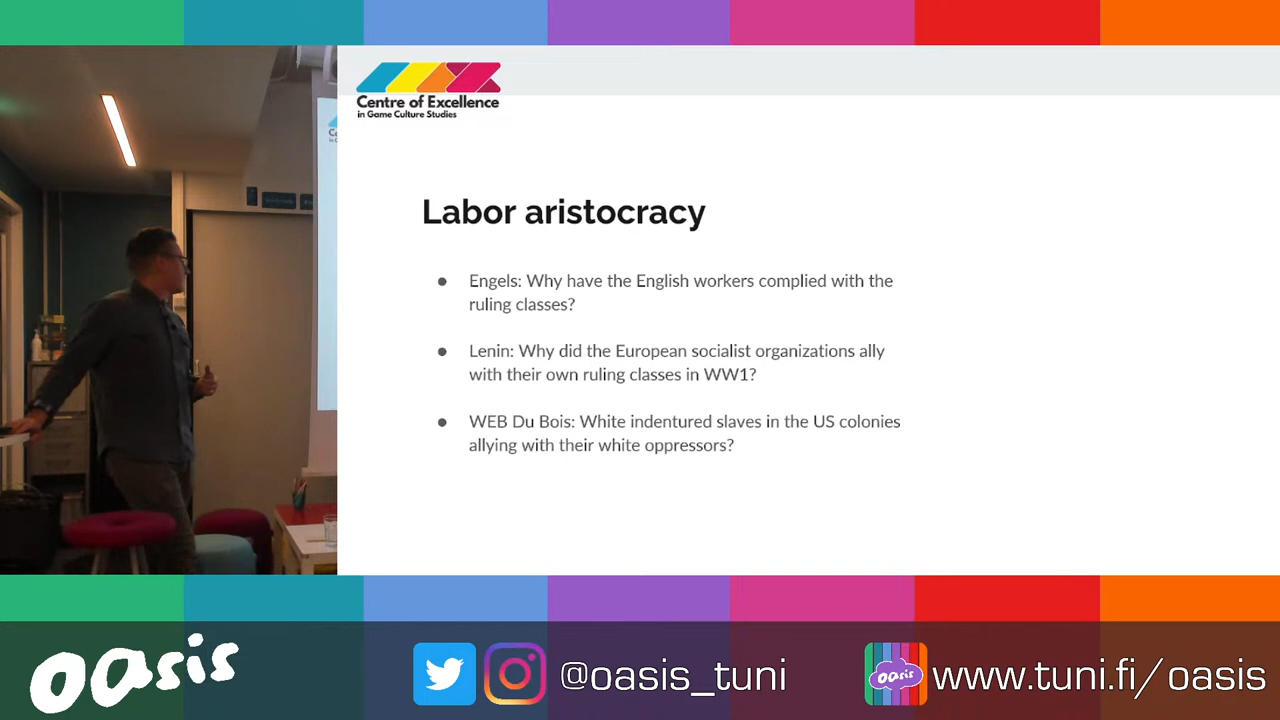 Centre of Excellence
in Game Culture Studies
Labor aristocracy
● Engels: Why have the English workers complied with the
ruling classes?
● Lenin: Why did the European socialist organizations ally
with their own ruling classes in WW1?
● WEB Du Bois: White indentured slaves in the US colonies
allying with their white oppressors?
oasis
@oasis_tuni
oasis
www.tuni.fi/oasis